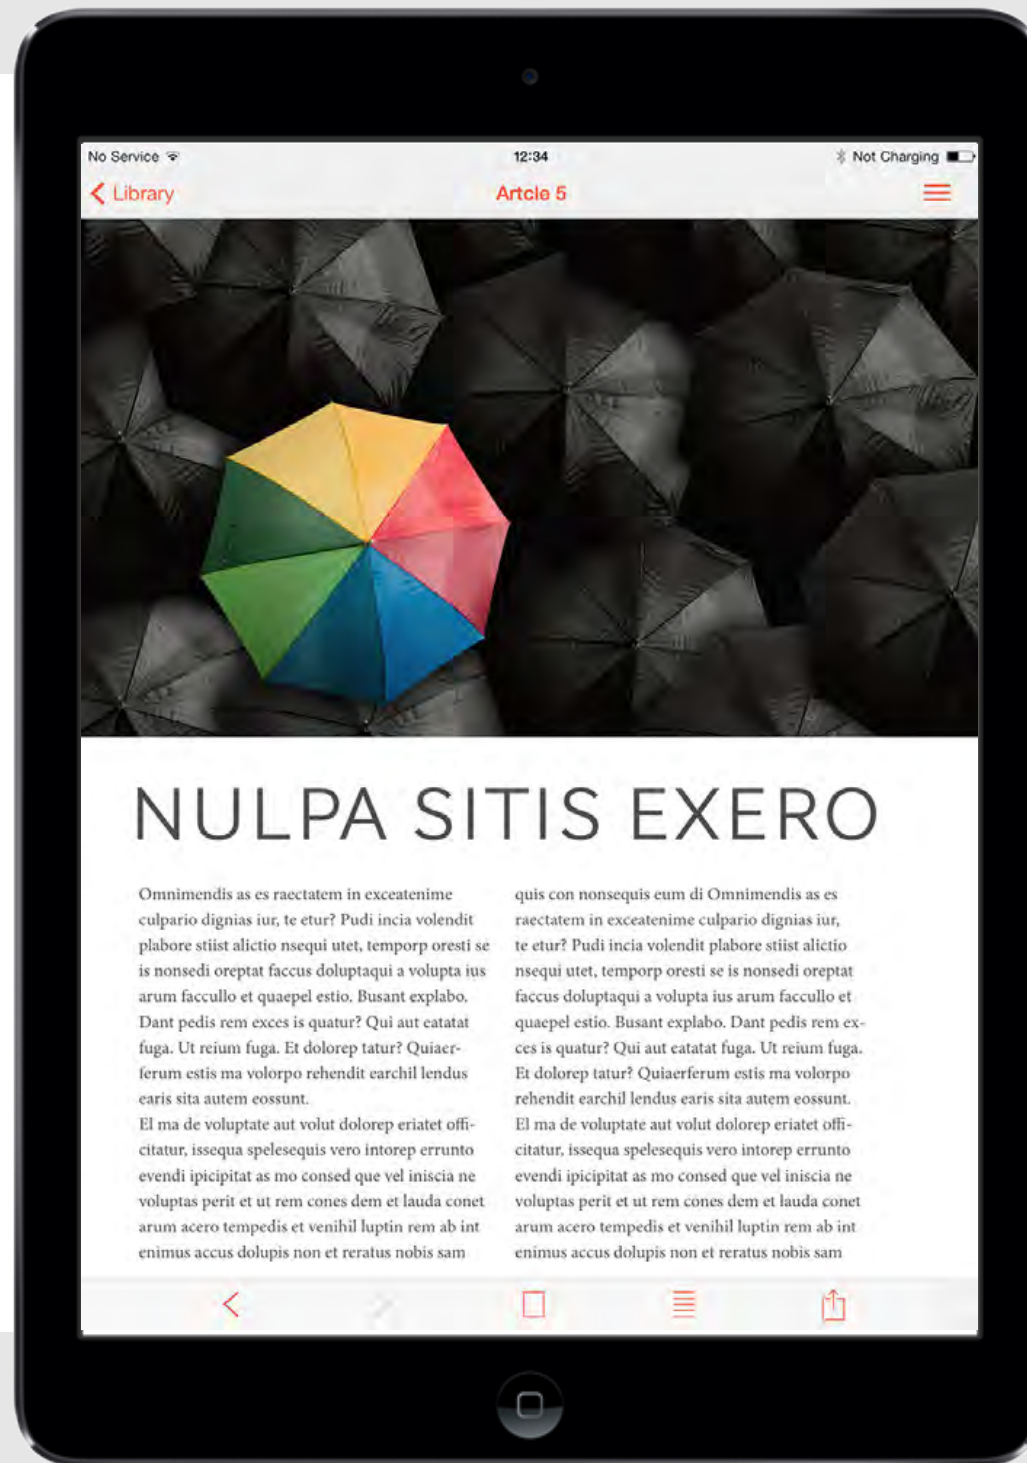 No Service 12:34 Not Charging
Library Artcle 5
NULPA SITIS EXERO
Omnimendis as es raectatem in exceatenime
culpario dignias iur, te etur? Pudi incia volendit
plabore stiist alictio nsequi utet, temporp oresti se
is nonsedi oreptat faccus doluptaqui a volupta ius
arum faccullo et quaepel estio. Busant explabo.
Dant pedis rem exces is quatur? Qui aut eatatat
fuga. Ut reium fuga. Et dolorep tatur? Quiaer-
ferum estis ma volorpo rehendit earchil lendus
earis sita autem eossunt.
El ma de voluptate aut volut dolorep eriatet offi-
citatur, issequa spelesequis vero intorep errunto
evendi ipicipitat as mo consed que vel iniscia ne
voluptas perit et ut rem cones dem et lauda conet
arum acero tempedis et venihil luptin rem ab int
enimus accus dolupis non et reratus nobis sam
quis con nonsequis eum di Omnimendis as es
raectatem in exceatenime culpario dignias iur,
te etur? Pudi incia volendit plabore stiist alictio
nsequi utet, temporp oresti se is nonsedi oreptat
faccus doluptaqui a volupta ius arum faccullo et
quaepel estio. Busant explabo. Dant pedis rem ex-
ces is quatur? Qui aut eatatat fuga. Ut reium fuga.
Et dolorep tatur? Quiaerferum estis ma volorpo
rehendit earchil lendus earis sita autem eossunt.
El ma de voluptate aut volut dolorep eriatet offi-
citatur, issequa spelesequis vero intorep errunto
evendi ipicipitat as mo consed que vel iniscia ne
voluptas perit et ut rem cones dem et lauda conet
arum acero tempedis et venihil luptin rem ab int
enimus accus dolupis non et reratus nobis sam